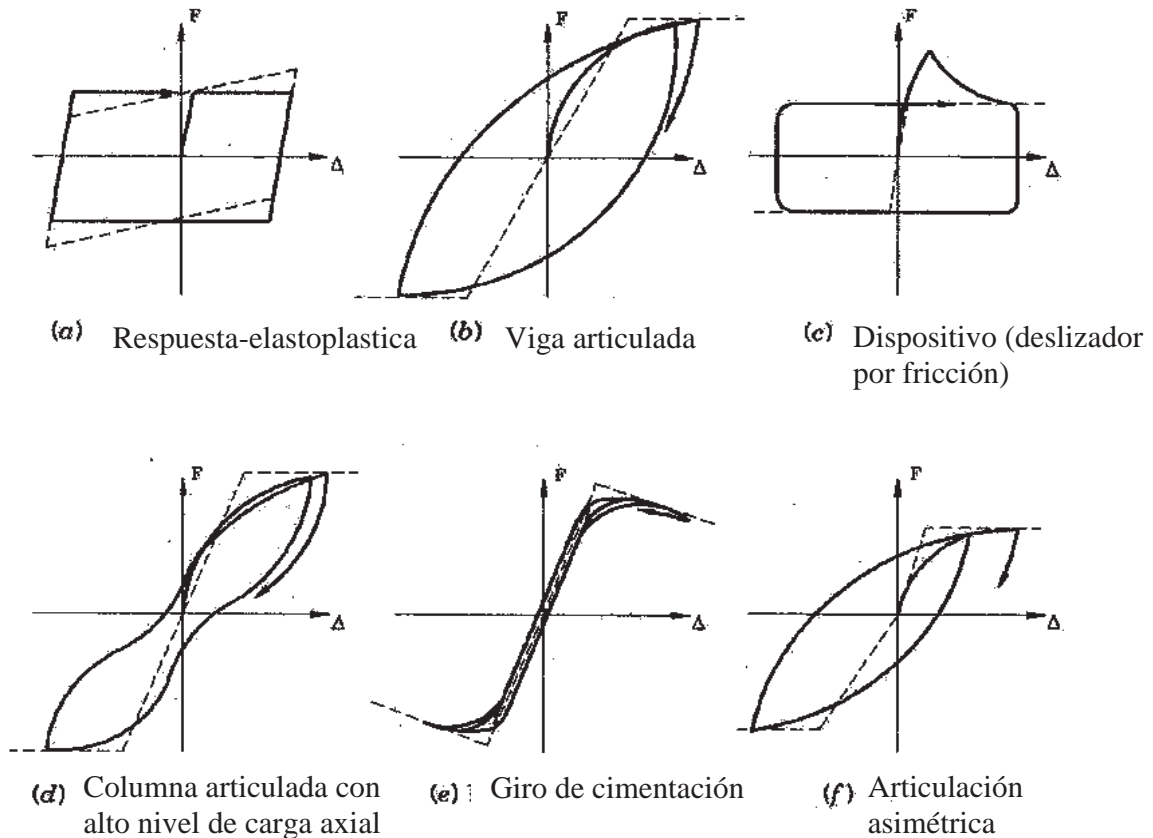 F
Δ
(a) Respuesta-elastoplastica
F
Δ
(b) Viga articulada
F
Δ
(c) Dispositivo (deslizador
por fricción)
F
Δ
(d) Columna articulada con
alto nivel de carga axial
F
Δ
(e) Giro de cimentación
F
Δ
(f) Articulación
asimétrica